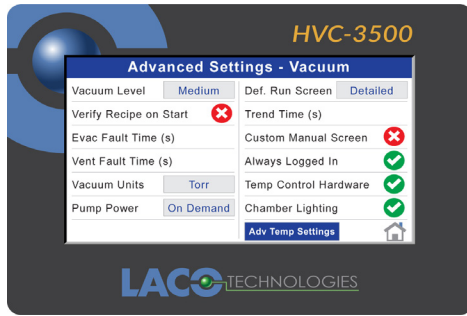 HVC-3500
Advanced Settings - Vacuum
Vacuum Level Medium
Verify Recipe on Start
Evac Fault Time (s)
Vent Fault Time (s)
Vacuum Units Torr
Pump Power On Demand
Def. Run Screen Detailed
Trend Time (s)
Custom Manual Screen
Always Logged In
Temp Control Hardware
Chamber Lighting
Adv Temp Settings
LACO TECHNOLOGIES